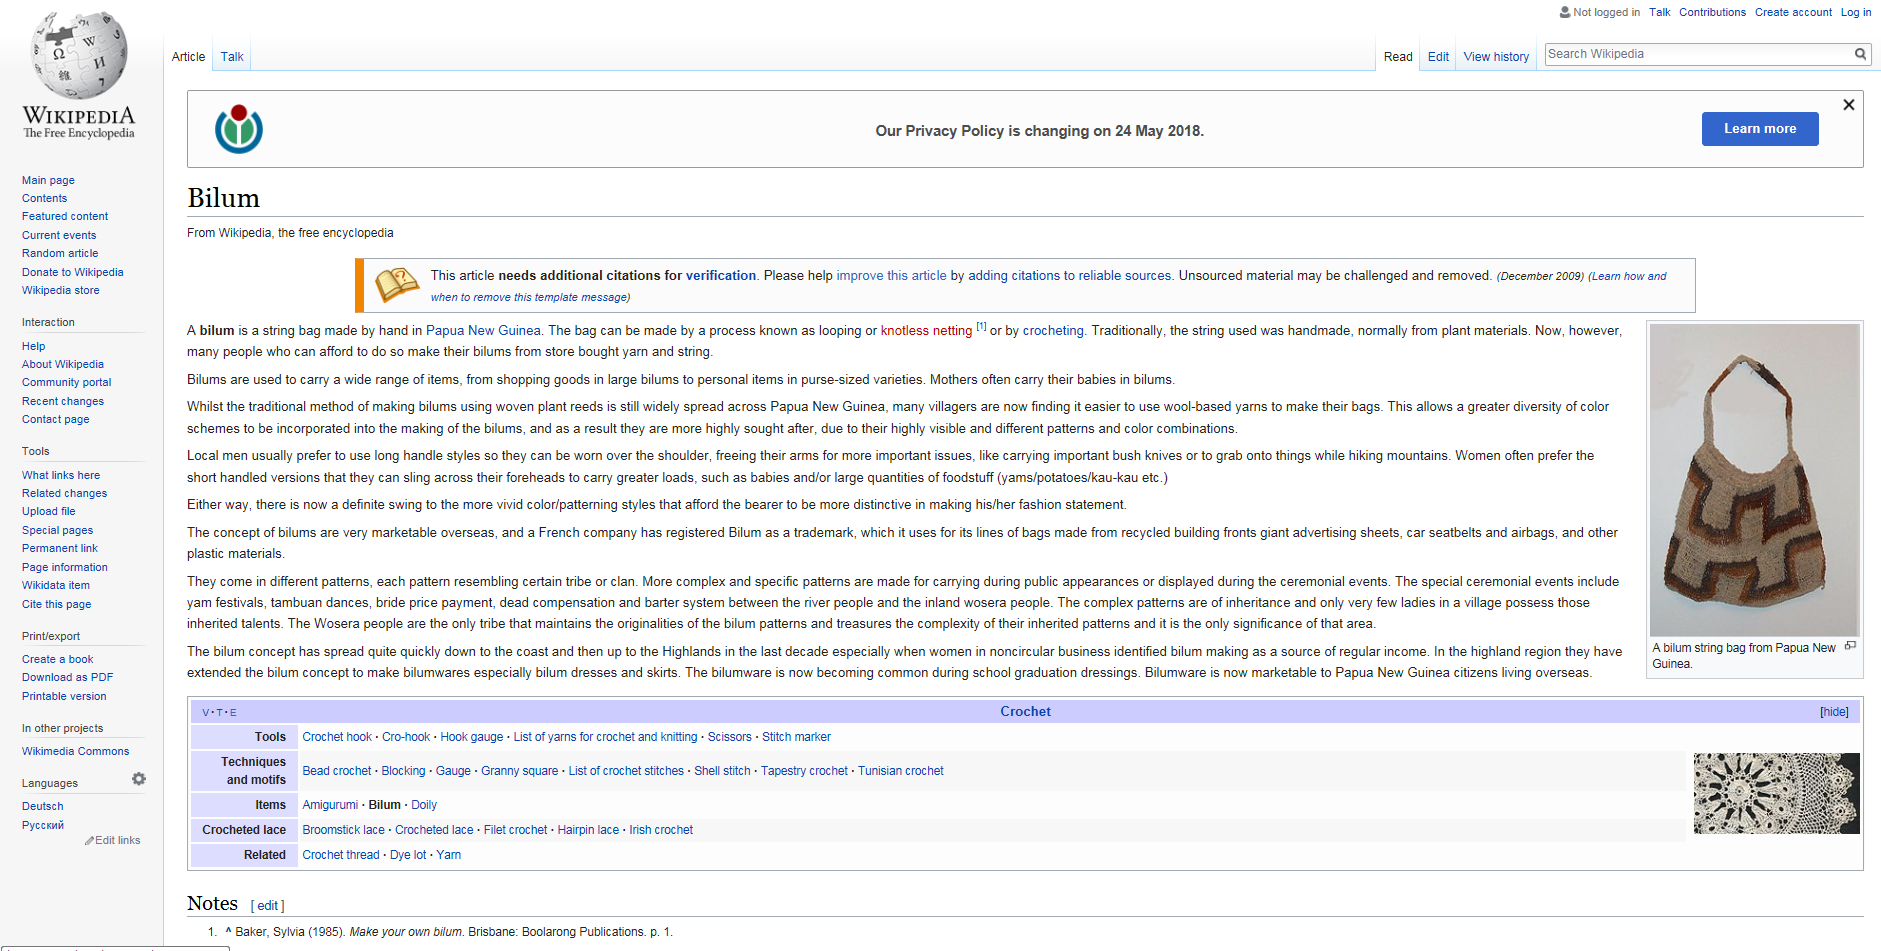 Not logged in Talk Contributions Create account Log in
Article Talk Read Edit View history Search Wikipedia
WIKIPEDIA
The Free Encyclopedia
Main page
Contents
Featured content
Current events
Random article
Donate to Wikipedia
Wikipedia store
Interaction
Help
About Wikipedia
Community portal
Recent changes
Contact page
Tools
What links here
Related changes
Upload file
Special pages
Permanent link
Page information
Wikidata item
Cite this page
Print/export
Create a book
Download as PDF
Printable version
In other projects
Wikimedia Commons
Languages
Deutsch
Русский
Edit links
Our Privacy Policy is changing on 24 May 2018.
Learn more
Bilum
From Wikipedia, the free encyclopedia
This article needs additional citations for verification. Please help improve this article by adding citations to reliable sources. Unsourced material may be challenged and removed. (December 2009) (Learn how and
when to remove this template message)
A bilum is a string bag made by hand in Papua New Guinea. The bag can be made by a process known as looping or knotless netting [1] or by crocheting. Traditionally, the string used was handmade, normally from plant materials. Now, however,
many people who can afford to do so make their bilums from store bought yarn and string.
Bilums are used to carry a wide range of items, from shopping goods in large bilums to personal items in purse-sized varieties. Mothers often carry their babies in bilums.
Whilst the traditional method of making bilums using woven plant reeds is still widely spread across Papua New Guinea, many villagers are now finding it easier to use wool-based yarns to make their bags. This allows a greater diversity of color
schemes to be incorporated into the making of the bilums, and as a result they are more highly sought after, due to their highly visible and different patterns and color combinations.
Local men usually prefer to use long handle styles so they can be worn over the shoulder, freeing their arms for more important issues, like carrying important bush knives or to grab onto things while hiking mountains. Women often prefer the
short handled versions that they can sling across their foreheads to carry greater loads, such as babies and/or large quantities of foodstuff (yams/potatoes/kau-kau etc.)
Either way, there is now a definite swing to the more vivid color/patterning styles that afford the bearer to be more distinctive in making his/her fashion statement.
The concept of bilums are very marketable overseas, and a French company has registered Bilum as a trademark, which it uses for its lines of bags made from recycled building fronts giant advertising sheets, car seatbelts and airbags, and other
plastic materials.
They come in different patterns, each pattern resembling certain tribe or clan. More complex and specific patterns are made for carrying during public appearances or displayed during the ceremonial events. The special ceremonial events include
yam festivals, tambuan dances, bride price payment, dead compensation and barter system between the river people and the inland wosera people. The complex patterns are of inheritance and only very few ladies in a village possess those
inherited talents. The Wosera people are the only tribe that maintains the originalities of the bilum patterns and treasures the complexity of their inherited patterns and it is the only significance of that area.
The bilum concept has spread quite quickly down to the coast and then up to the Highlands in the last decade especially when women in noncircular business identified bilum making as a source of regular income. In the highland region they have
extended the bilum concept to make bilumwares especially bilum dresses and skirts. The bilumware is now becoming common during school graduation dressings. Bilumware is now marketable to Papua New Guinea citizens living overseas.
A bilum string bag from Papua New
Guinea.
V · T · E Crochet [hide]
Tools Crochet hook · Cro-hook · Hook gauge · List of yarns for crochet and knitting · Scissors · Stitch marker
Techniques
and motifs Bead crochet · Blocking · Gauge · Granny square · List of crochet stitches · Shell stitch · Tapestry crochet · Tunisian crochet
Items Amigurumi · Bilum · Doily
Crocheted lace Broomstick lace · Crocheted lace · Filet crochet · Hairpin lace · Irish crochet
Related Crochet thread · Dye lot · Yarn
Notes [ edit ]
1. ^ Baker, Sylvia (1985). Make your own bilum. Brisbane: Boolarong Publications. p. 1.